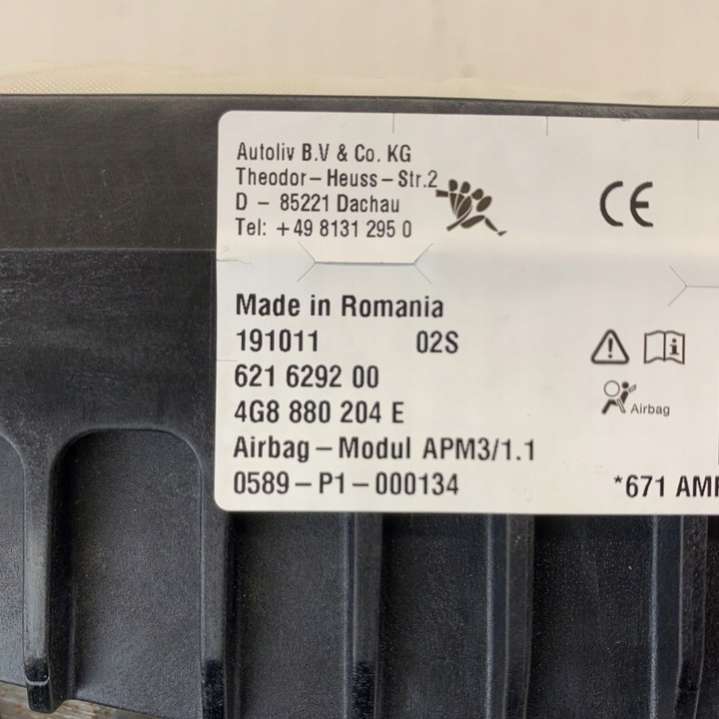 Autoliv B.V & Co. KG
Theodor-Heuss-Str.2
D - 85221 Dachau
Tel: +49 8131 295 0
CE
Made in Romania
191011 02S
621 6292 00
4G8 880 204 E
Airbag
Airbag-Modul APM3/1.1
0589-P1-000134
*671 AM